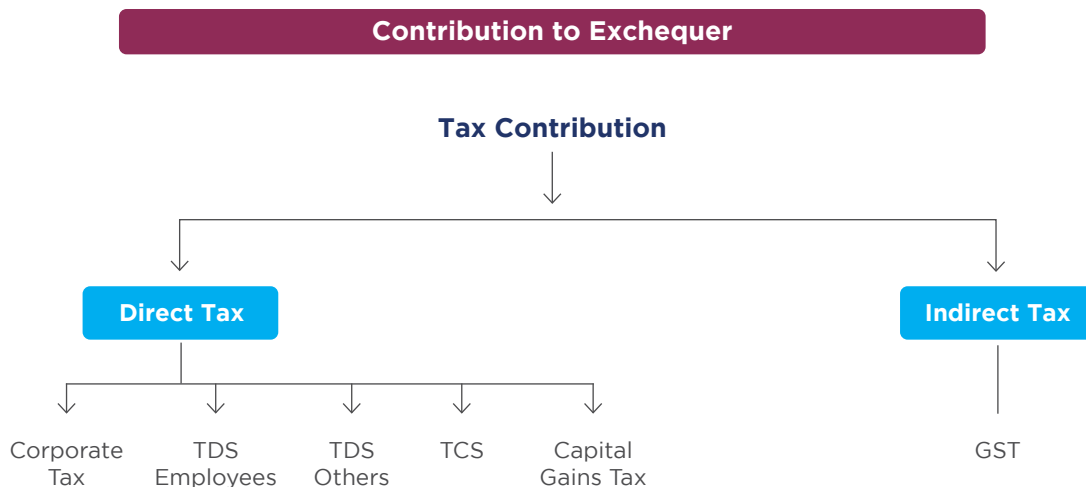 Contribution to Exchequer
Tax Contribution
Direct Tax
Indirect Tax
Corporate
Tax
TDS
Employees
TDS
Others
TCS
Capital
Gains Tax
GST